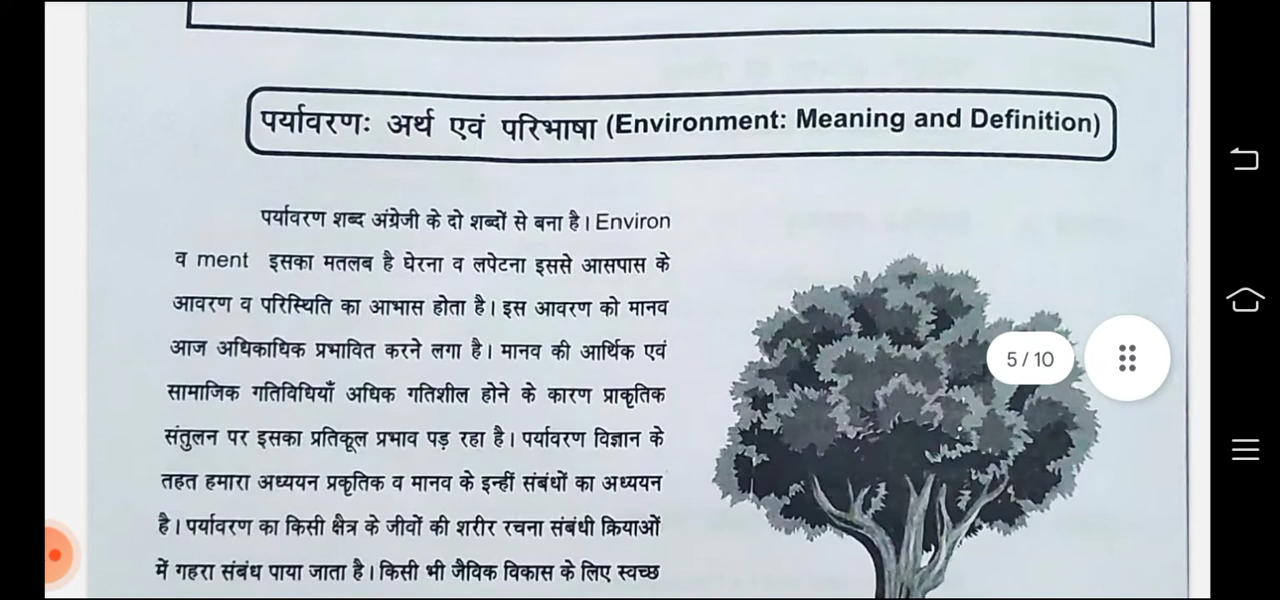 पर्यावरणः अर्थ एवं परिभाषा (Environment: Meaning and Definition)
पर्यावरण शब्द अंग्रेजी के दो शब्दों से बना है। Environ
व ment इसका मतलब है घेरना व लपेटना इससे आसपास के
आवरण व परिस्थिति का आभास होता है। इस आवरण को मानव
आज अधिकाधिक प्रभावित करने लगा है। मानव की आर्थिक एवं
सामाजिक गतिविधियाँ अधिक गतिशील होने के कारण प्राकृतिक
संतुलन पर इसका प्रतिकूल प्रभाव पड़ रहा है। पर्यावरण विज्ञान के
तहत हमारा अध्ययन प्रकृतिक व मानव के इन्हीं संबंधों का अध्ययन
है। पर्यावरण का किसी क्षैत्र के जीवों की शरीर रचना संबंधी क्रियाओं
में गहरा संबंध पाया जाता है। किसी भी जैविक विकास के लिए स्वच्छ
5 / 10